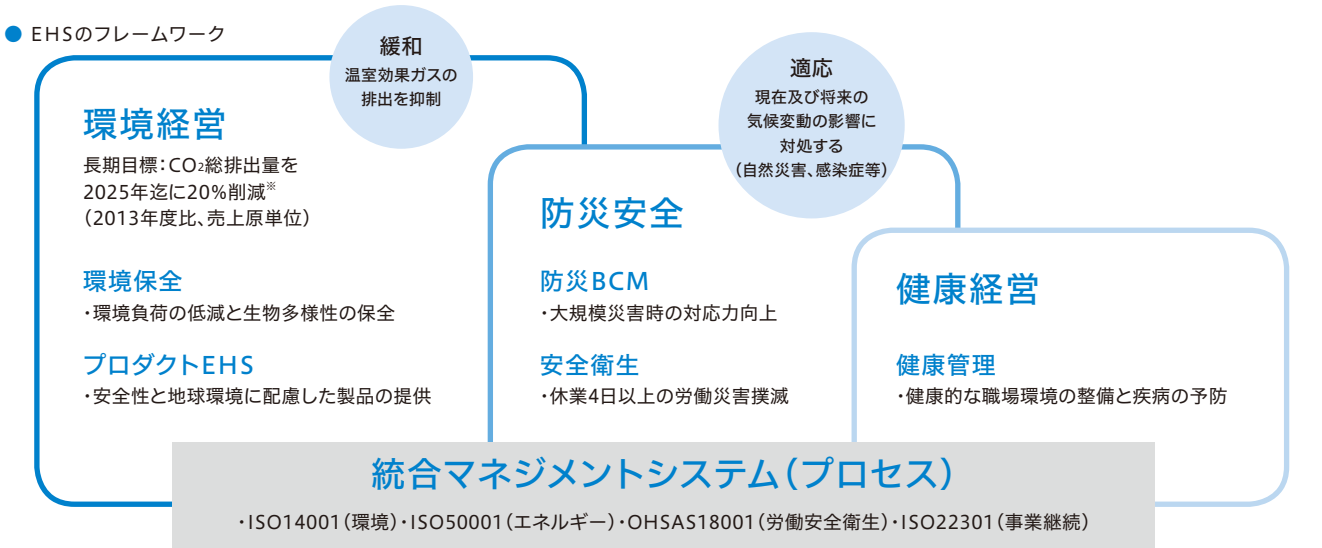 ● EHSのフレームワーク
緩和
温室効果ガスの
排出を抑制
適応
現在及び将来の
気候変動の影響に
対処する
（自然災害、感染症等）
環境経営
長期目標：CO₂総排出量を
2025年迄に20%削減※
（2013年度比、売上原単位）
環境保全
・環境負荷の低減と生物多様性の保全
プロダクトEHS
・安全性と地球環境に配慮した製品の提供
防災安全
防災BCM
・大規模災害時の対応力向上
安全衛生
・休業4日以上の労働災害撲滅
健康経営
健康管理
・健康的な職場環境の整備と疾病の予防
統合マネジメントシステム（プロセス）
・ISO14001（環境）・ISO50001（エネルギー）・OHSAS18001（労働安全衛生）・ISO22301（事業継続）